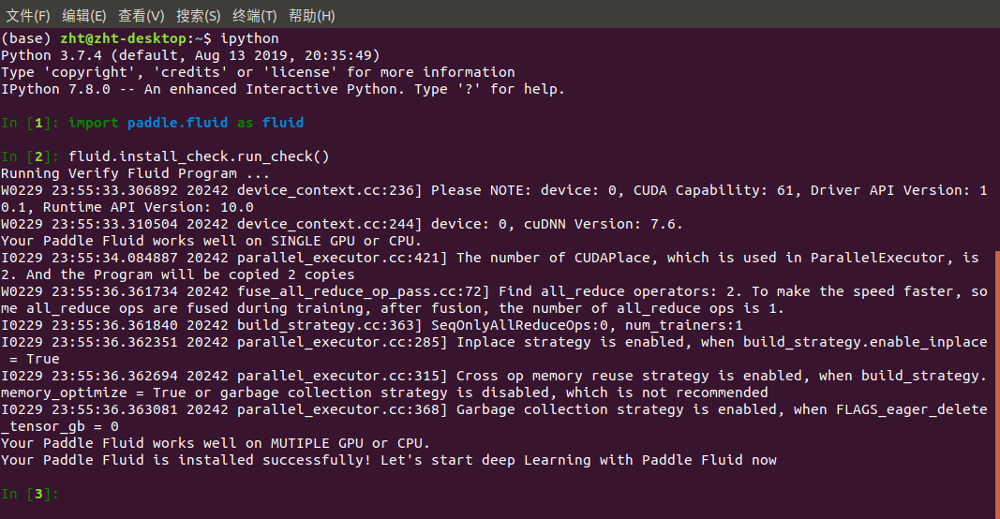 文件(F) 编辑(E) 查看(V) 搜索(S) 终端(T) 帮助(H)
(base) zht@zht-desktop:~$ ipython
Python 3.7.4 (default, Aug 13 2019, 20:35:49)
Type 'copyright', 'credits' or 'license' for more information
IPython 7.8.0 -- An enhanced Interactive Python. Type '?' for help.
In [1]: import paddle.fluid as fluid
In [2]: fluid.install_check.run_check()
Running Verify Fluid Program ...
W0229 23:55:33.306892 20242 device_context.cc:236] Please NOTE: device: 0, CUDA Capability: 61, Driver API Version: 1
0.1, Runtime API Version: 10.0
W0229 23:55:33.310504 20242 device_context.cc:244] device: 0, cuDNN Version: 7.6.
Your Paddle Fluid works well on SINGLE GPU or CPU.
I0229 23:55:34.084887 20242 parallel_executor.cc:421] The number of CUDAPlace, which is used in ParallelExecutor, is
2. And the Program will be copied 2 copies
W0229 23:55:36.361734 20242 fuse_all_reduce_op_pass.cc:72] Find all_reduce operators: 2. To make the speed faster, so
me all_reduce ops are fused during training, after fusion, the number of all_reduce ops is 1.
I0229 23:55:36.361840 20242 build_strategy.cc:363] SeqOnlyAllReduceOps:0, num_trainers:1
I0229 23:55:36.362351 20242 parallel_executor.cc:285] Inplace strategy is enabled, when build_strategy.enable_inplace
 = True
I0229 23:55:36.362694 20242 parallel_executor.cc:315] Cross op memory reuse strategy is enabled, when build_strategy.
memory_optimize = True or garbage collection strategy is disabled, which is not recommended
I0229 23:55:36.363081 20242 parallel_executor.cc:368] Garbage collection strategy is enabled, when FLAGS_eager_delete
_tensor_gb = 0
Your Paddle Fluid works well on MUTIPLE GPU or CPU.
Your Paddle Fluid is installed successfully! Let's start deep Learning with Paddle Fluid now
In [3]: